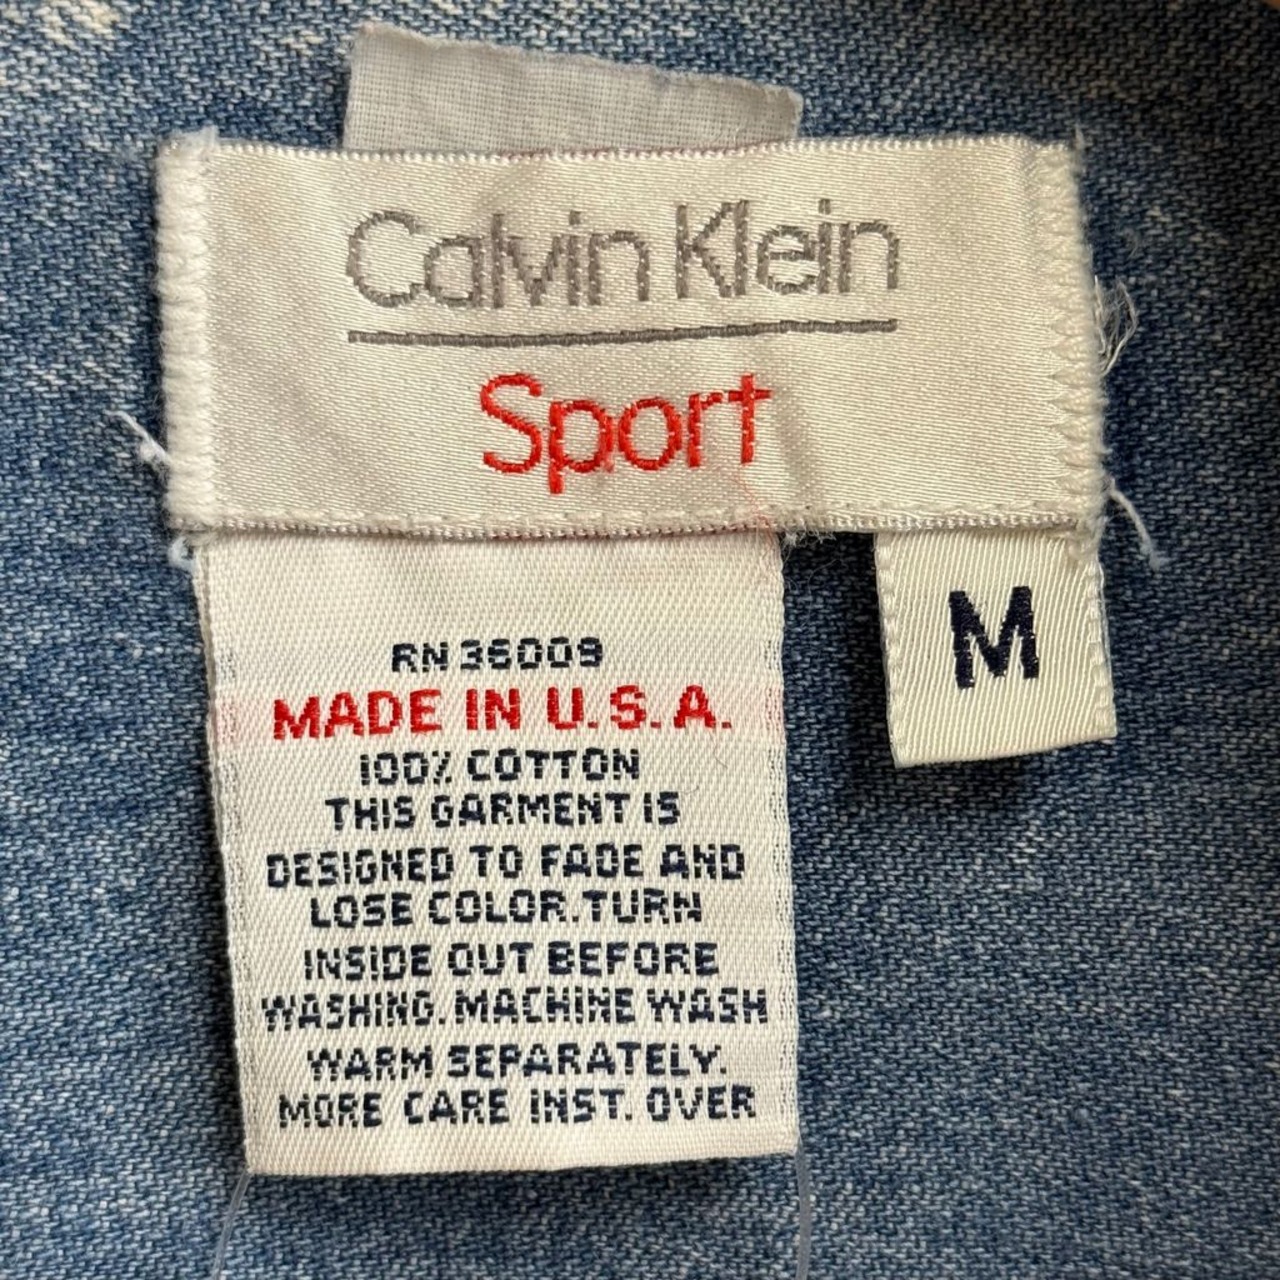 Calvin Klein
Sport
M
RN 36009
MADE IN U.S.A.
100% COTTON
THIS GARMENT IS
DESIGNED TO FADE AND
LOSE COLOR. TURN
INSIDE OUT BEFORE
WASHING. MACHINE WASH
WARM SEPARATELY.
MORE CARE INST. OVER